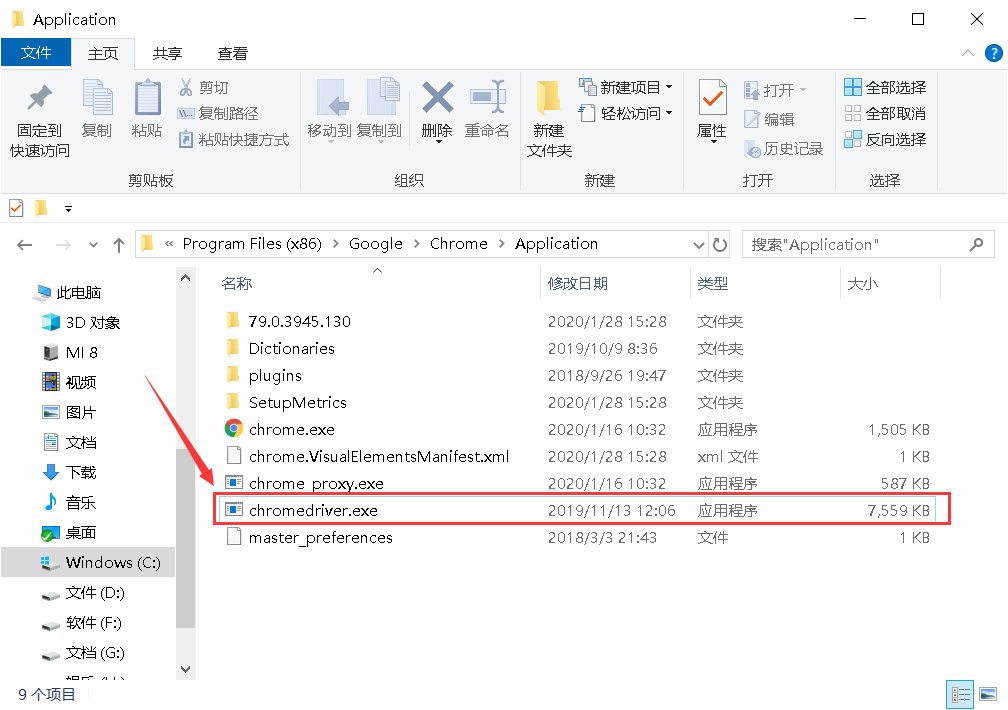 Application
文件 主页 共享 查看
固定到快速访问
复制
粘贴
剪切
复制路径
粘贴快捷方式
剪贴板
移动到
复制到
删除
重命名
组织
新建文件夹
新建项目
轻松访问
新建
属性
打开
编辑
历史记录
打开
全部选择
全部取消
反向选择
选择
« Program Files (x86) > Google > Chrome > Application
搜索"Application"
此电脑
3D 对象
MI 8
视频
图片
文档
下载
音乐
桌面
Windows (C:)
文件 (D:)
软件 (F:)
文档 (G:)
名称 修改日期 类型 大小
79.0.3945.130 2020/1/28 15:28 文件夹
Dictionaries 2019/10/9 8:36 文件夹
plugins 2018/9/26 19:47 文件夹
SetupMetrics 2020/1/28 15:28 文件夹
chrome.exe 2020/1/16 10:32 应用程序 1,505 KB
chrome.VisualElementsManifest.xml 2020/1/28 15:28 xml 文件 1 KB
chrome_proxy.exe 2020/1/16 10:32 应用程序 587 KB
chromedriver.exe 2019/11/13 12:06 应用程序 7,559 KB
master_preferences 2018/3/3 21:43 文件 1 KB
9 个项目